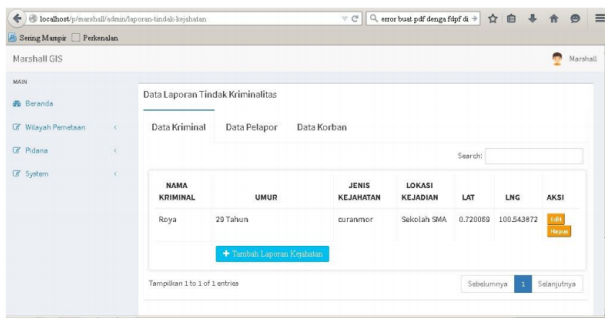 localhost/p/marshall/admin/laporan-tindak-kejahatan
error buat pdf denga fdpf di
Sering Mampir Perkenalan
Marshall GIS
Marshall
MAIN
Beranda
Wilayah Pemetaan
Pidana
System
Data Laporan Tindak Kriminalitas
Data Kriminal Data Pelapor Data Korban
Search:
NAMA KRIMINAL UMUR JENIS KEJAHATAN LOKASI KEJADIAN LAT LNG AKSI
Roya 29 Tahun curanmor Sekolah SMA 0.720069 100.543872 Edit
Hapus
+ Tambah Laporan Kejahatan
Tampilkan 1 to 1 of 1 entries
Sebelumnya 1 Selanjutnya